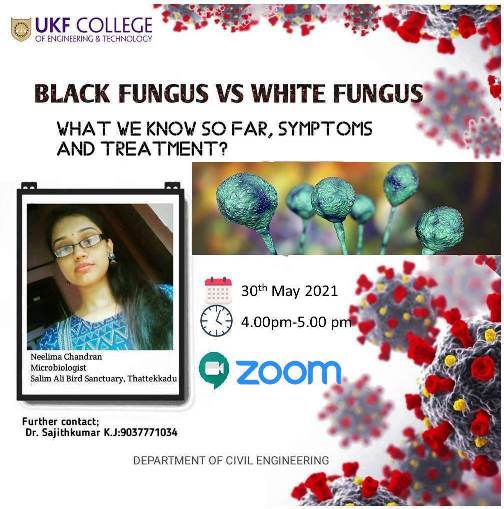 UKF COLLEGE
OF ENGINEERING & TECHNOLOGY
BLACK FUNGUS VS WHITE FUNGUS
WHAT WE KNOW SO FAR, SYMPTOMS
AND TREATMENT?
30th May 2021
4.00pm-5.00 pm
zoom
Neelima Chandran
Microbiologist
Salim Ali Bird Sanctuary, Thattekkadu
Further contact;
Dr. Sajithkumar K.J:9037771034
DEPARTMENT OF CIVIL ENGINEERING